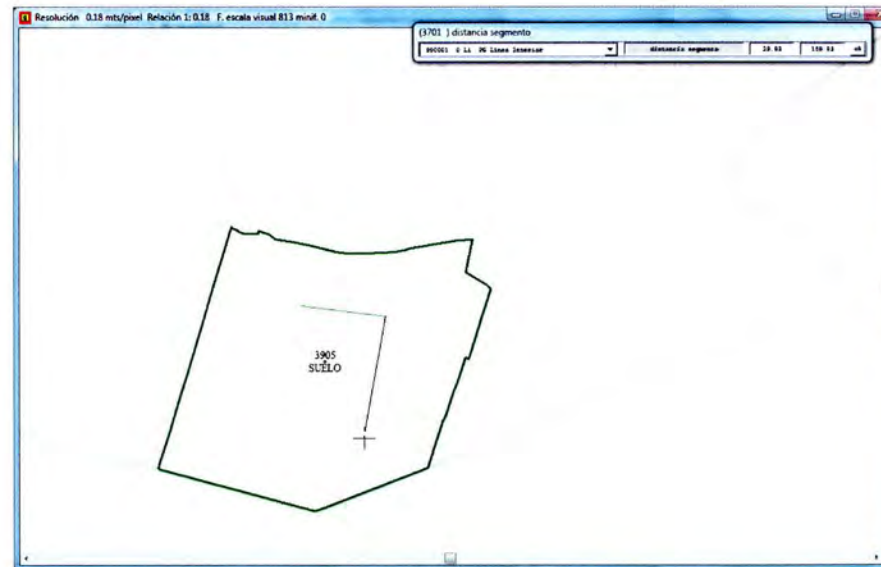 Resolución 0.18 mts/pixel Relación 1: 0.18 F. escala visual 813 minif. 0
(3701 ) distancia segmento
distancia segmento
3905
SUELO